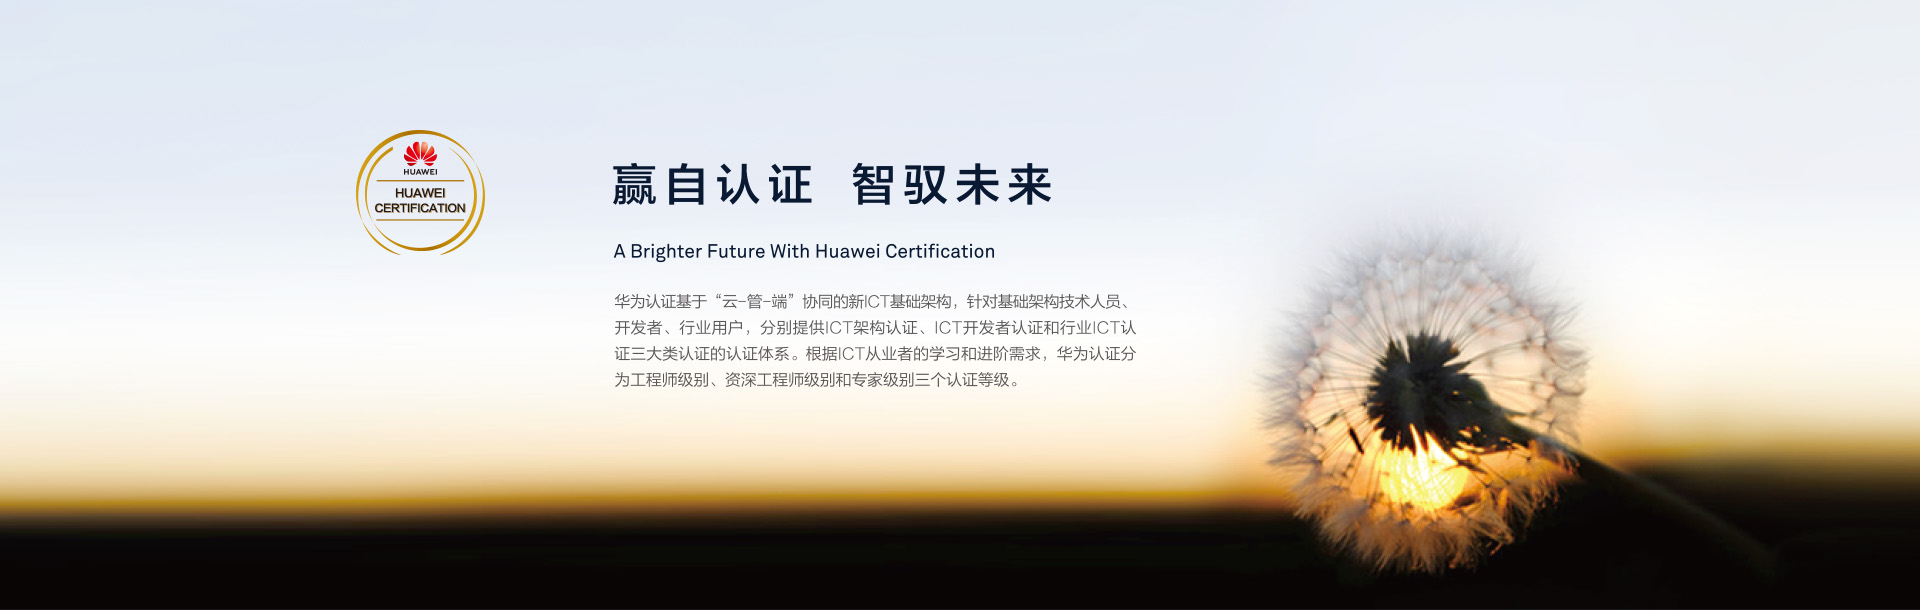 HUAWEI
HUAWEI
CERTIFICATION
赢自认证 智驭未来
A Brighter Future With Huawei Certification
华为认证基于“云-管-端”协同的新ICT基础架构，针对基础架构技术人员、
开发者、行业用户，分别提供ICT架构认证、ICT开发者认证和行业ICT认
证三大类认证的认证体系。根据ICT从业者的学习和进阶需求，华为认证分
为工程师级别、资深工程师级别和专家级别三个认证等级。